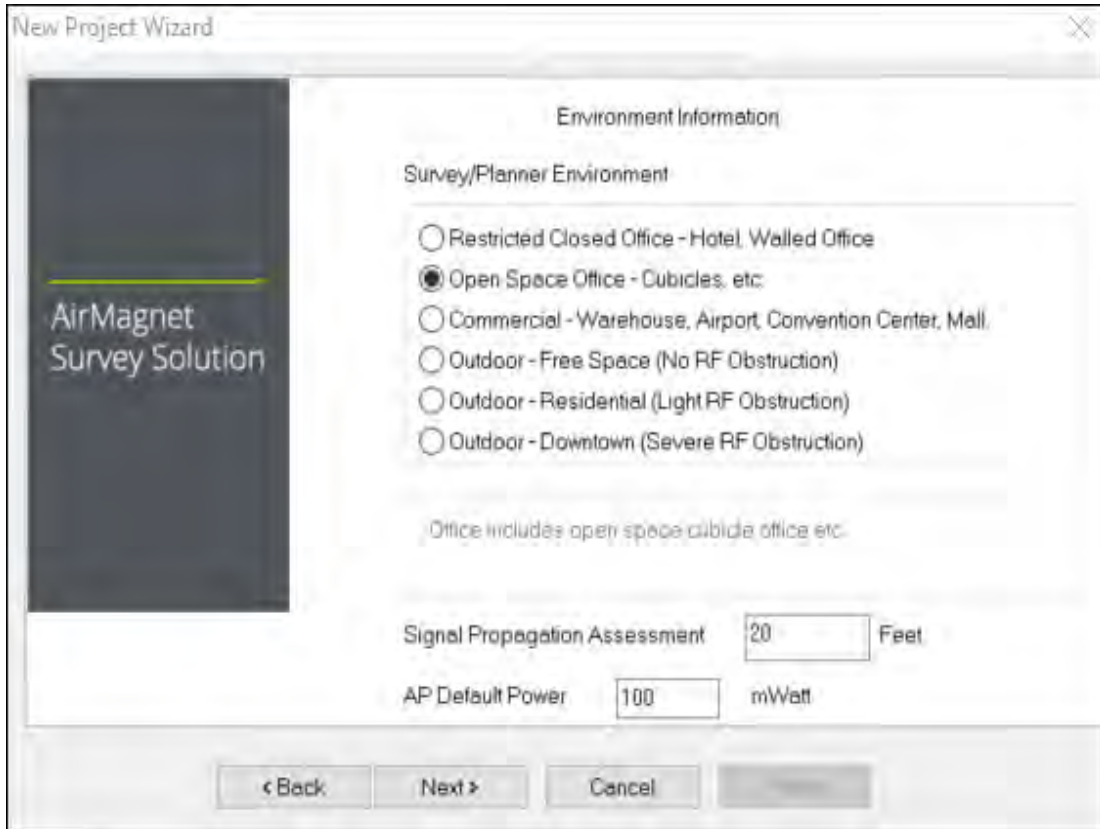 New Project Wizard
Environment Information
Survey/Planner Environment
Restricted Closed Office - Hotel, Walled Office
Open Space Office - Cubicles, etc
Commercial - Warehouse, Airport, Convention Center, Mall.
Outdoor - Free Space (No RF Obstruction)
Outdoor - Residential (Light RF Obstruction)
Outdoor - Downtown (Severe RF Obstruction)
AirMagnet
Survey Solution
Office includes open space cubicle office etc.
Signal Propagation Assessment 20 Feet
AP Default Power 100 mWatt
< Back Next > Cancel